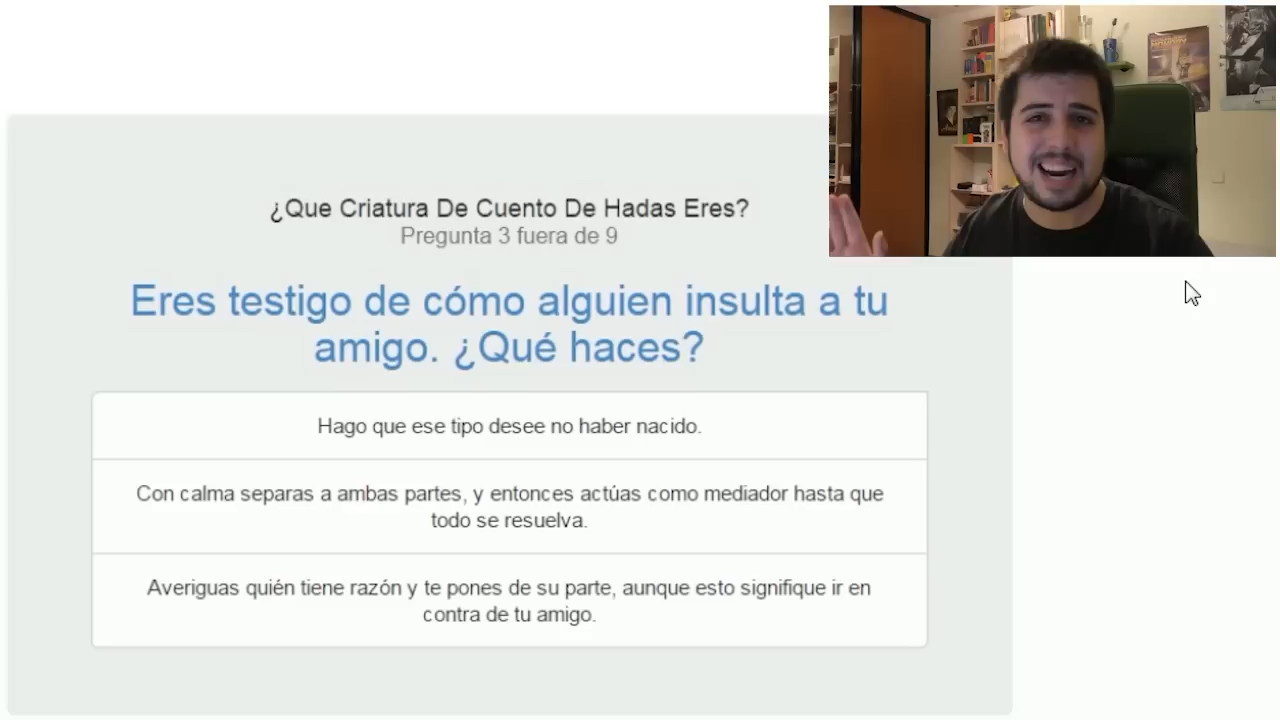 ¿Que Criatura De Cuento De Hadas Eres?
Pregunta 3 fuera de 9
Eres testigo de cómo alguien insulta a tu
amigo. ¿Qué haces?
Hago que ese tipo desee no haber nacido.
Con calma separas a ambas partes, y entonces actúas como mediador hasta que
todo se resuelva.
Averiguas quién tiene razón y te pones de su parte, aunque esto signifique ir en
contra de tu amigo.